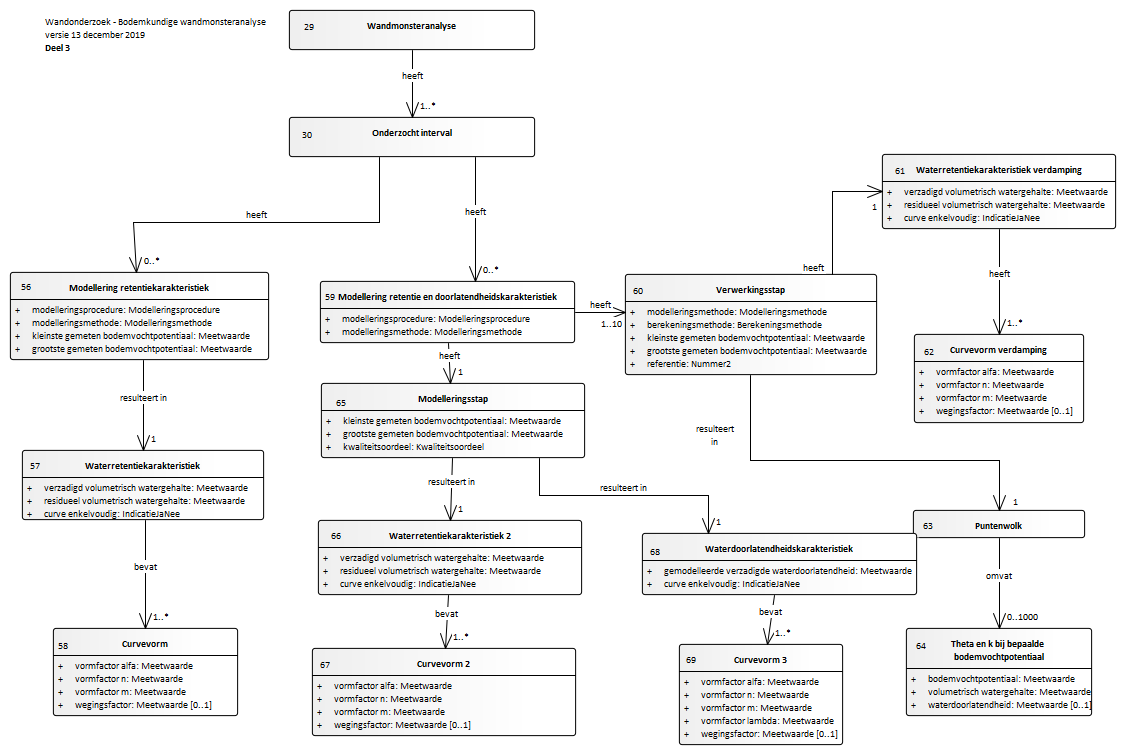 Wandonderzoek - Bodemkundige wandmonsteranalyse
versie 13 december 2019
Deel 3
29 Wandmonsteranalyse
heeft
1..*
30 Onderzocht interval
heeft
0..*
heeft
0..*
56 Modellering retentiekarakteristiek
+ modelleringsprocedure: Modelleringsprocedure
+ modelleringsmethode: Modelleringsmethode
+ kleinste gemeten bodemvochtpotentiaal: Meetwaarde
+ grootste gemeten bodemvochtpotentiaal: Meetwaarde
resulteert in
1
57 Waterretentiekarakteristiek
+ verzadigd volumetrisch watergehalte: Meetwaarde
+ residueel volumetrisch watergehalte: Meetwaarde
+ curve enkelvoudig: IndicatieJaNee
bevat
1..*
58 Curvevorm
+ vormfactor alfa: Meetwaarde
+ vormfactor n: Meetwaarde
+ vormfactor m: Meetwaarde
+ wegingsfactor: Meetwaarde [0..1]
59 Modellering retentie en doorlatendheidskarakteristiek
+ modelleringsprocedure: Modelleringsprocedure
+ modelleringsmethode: Modelleringsmethode
heeft
1..10
heeft
1
60 Verwerkingsstap
+ modelleringsmethode: Modelleringsmethode
+ berekeningsmethode: Berekeningsmethode
+ kleinste gemeten bodemvochtpotentiaal: Meetwaarde
+ grootste gemeten bodemvochtpotentiaal: Meetwaarde
+ referentie: Nummer2
heeft
1
61 Waterretentiekarakteristiek verdamping
+ verzadigd volumetrisch watergehalte: Meetwaarde
+ residueel volumetrisch watergehalte: Meetwaarde
+ curve enkelvoudig: IndicatieJaNee
heeft
1..*
62 Curvevorm verdamping
+ vormfactor alfa: Meetwaarde
+ vormfactor n: Meetwaarde
+ vormfactor m: Meetwaarde
+ wegingsfactor: Meetwaarde [0..1]
resulteert
in
1
63 Puntenwolk
omvat
0..1000
64 Theta en k bij bepaalde
bodemvochtpotentiaal
+ bodemvochtpotentiaal: Meetwaarde
+ volumetrisch watergehalte: Meetwaarde
+ waterdoorlatendheid: Meetwaarde [0..1]
65 Modelleringsstap
+ kleinste gemeten bodemvochtpotentiaal: Meetwaarde
+ grootste gemeten bodemvochtpotentiaal: Meetwaarde
+ kwaliteitsoordeel: Kwaliteitsoordeel
resulteert in
1
resulteert in
1
66 Waterretentiekarakteristiek 2
+ verzadigd volumetrisch watergehalte: Meetwaarde
+ residueel volumetrisch watergehalte: Meetwaarde
+ curve enkelvoudig: IndicatieJaNee
bevat
1..*
67 Curvevorm 2
+ vormfactor alfa: Meetwaarde
+ vormfactor n: Meetwaarde
+ vormfactor m: Meetwaarde
+ wegingsfactor: Meetwaarde [0..1]
68 Waterdoorlatendheidskarakteristiek
+ gemodelleerde verzadigde waterdoorlatendheid: Meetwaarde
+ curve enkelvoudig: IndicatieJaNee
bevat
1..*
69 Curvevorm 3
+ vormfactor alfa: Meetwaarde
+ vormfactor n: Meetwaarde
+ vormfactor m: Meetwaarde
+ vormfactor lambda: Meetwaarde
+ wegingsfactor: Meetwaarde [0..1]